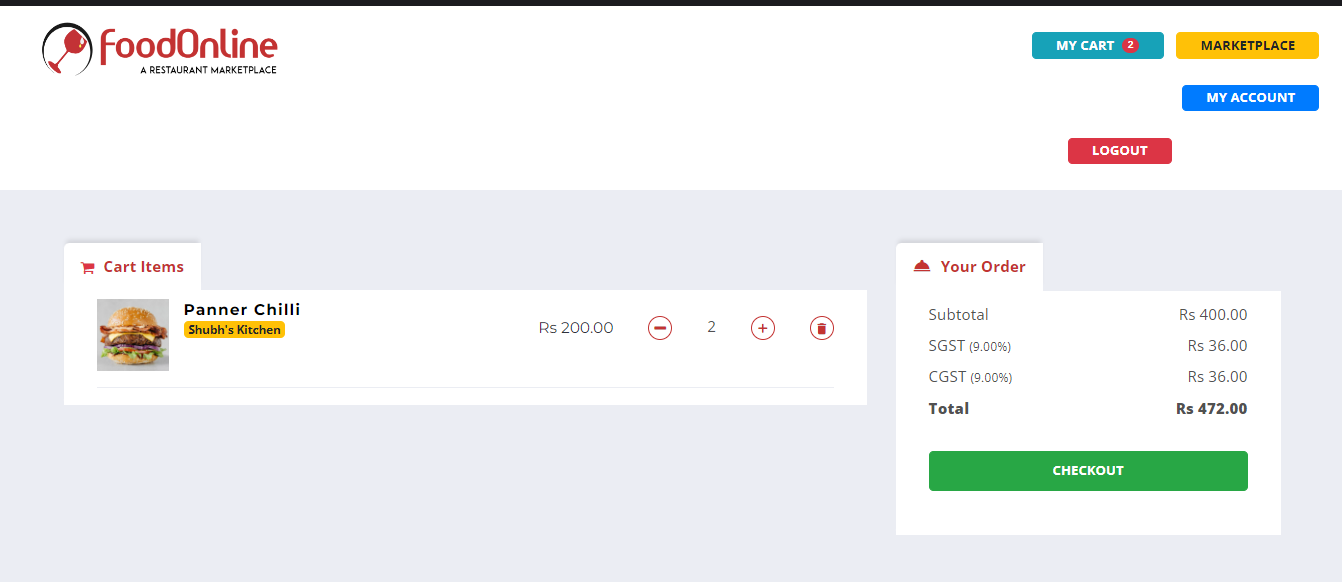 FoodOnline
A RESTAURANT MARKETPLACE
MY CART 2
MARKETPLACE
MY ACCOUNT
LOGOUT
Cart Items
Panner Chilli
Shubh's Kitchen
Rs 200.00
2
Your Order
Subtotal Rs 400.00
SGST (9.00%) Rs 36.00
CGST (9.00%) Rs 36.00
Total Rs 472.00
CHECKOUT